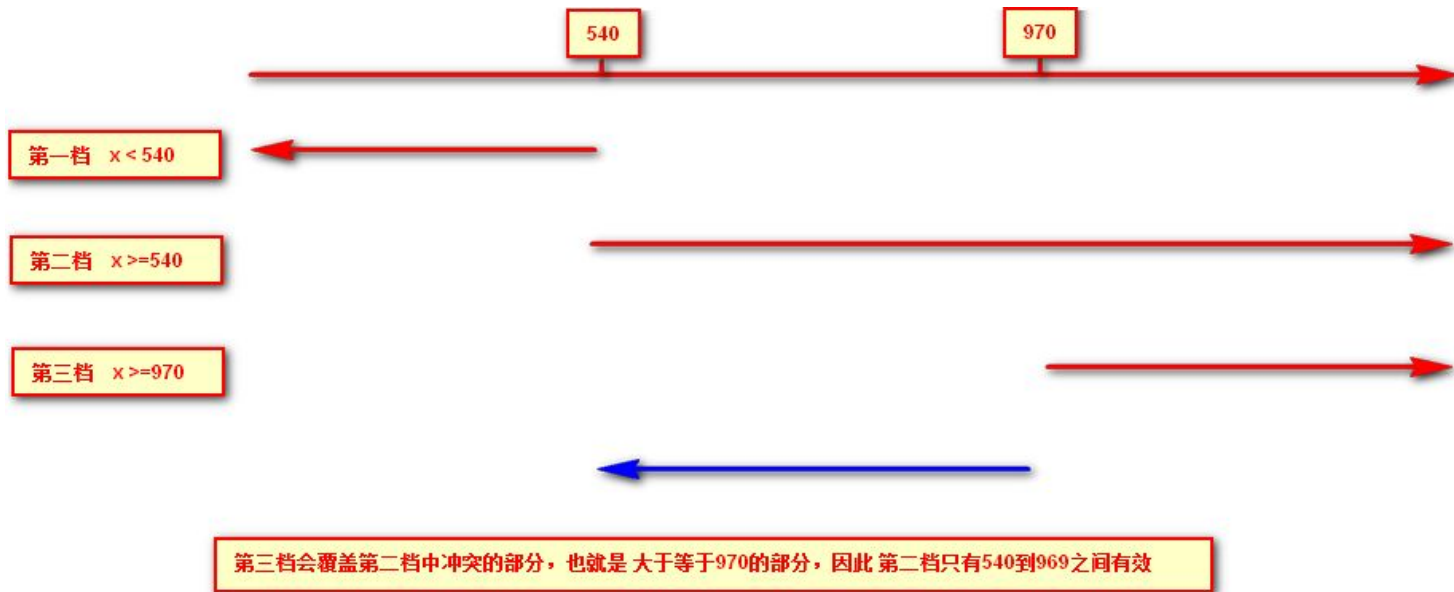 540
970
第一档 x < 540
第二档 x >=540
第三档 x >=970
第三档会覆盖第二档中冲突的部分，也就是 大于等于970的部分，因此 第二档只有540到969之间有效